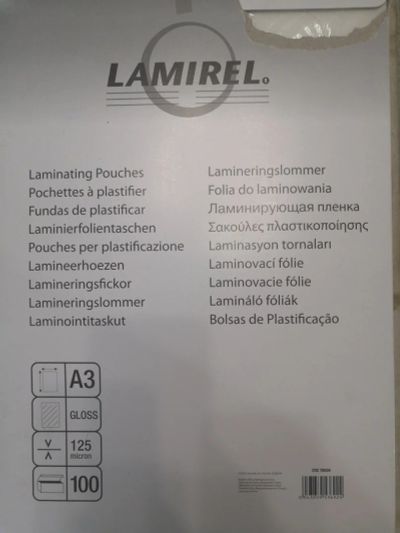 LAMIREL
Laminating Pouches
Pochettes à plastifier
Fundas de plastificar
Laminierfolientaschen
Pouches per plastificazione
Lamineerhoezen
Lamineringsfickor
Lamineringslommer
Laminointitaskut
Lamineringslommer
Folia do laminowania
Ламинирующая пленка
Σακούλες πλαστικοποίησης
Laminasyon tornaları
Laminovací fólie
Laminovacie fólie
Lamináló fóliák
Bolsas de Plastificação
A3
GLOSS
125
micron
100